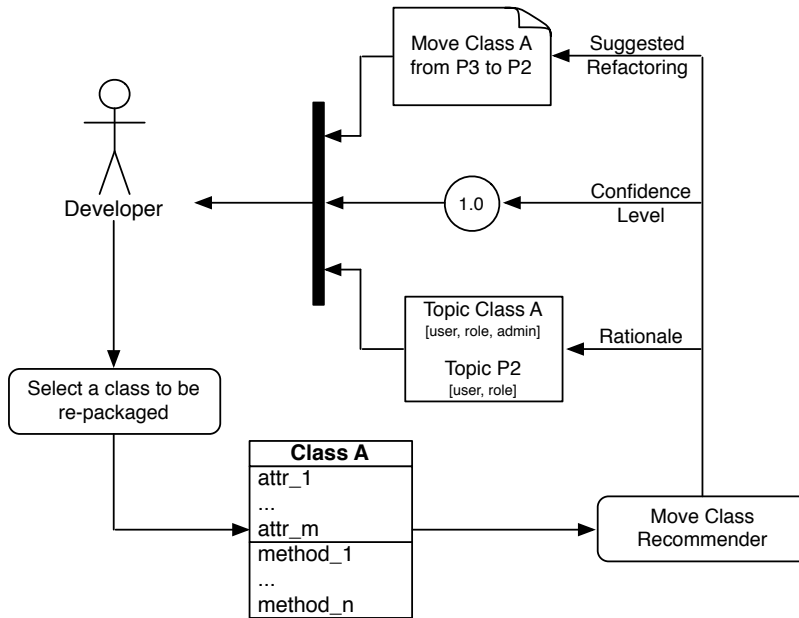 Move Class A
from P3 to P2
Suggested
Refactoring
Developer
1.0
Confidence
Level
Topic Class A
[user, role, admin]
Topic P2
[user, role]
Rationale
Select a class to be
re-packaged
Class A
attr_1
...
attr_m
method_1
...
method_n
Move Class
Recommender